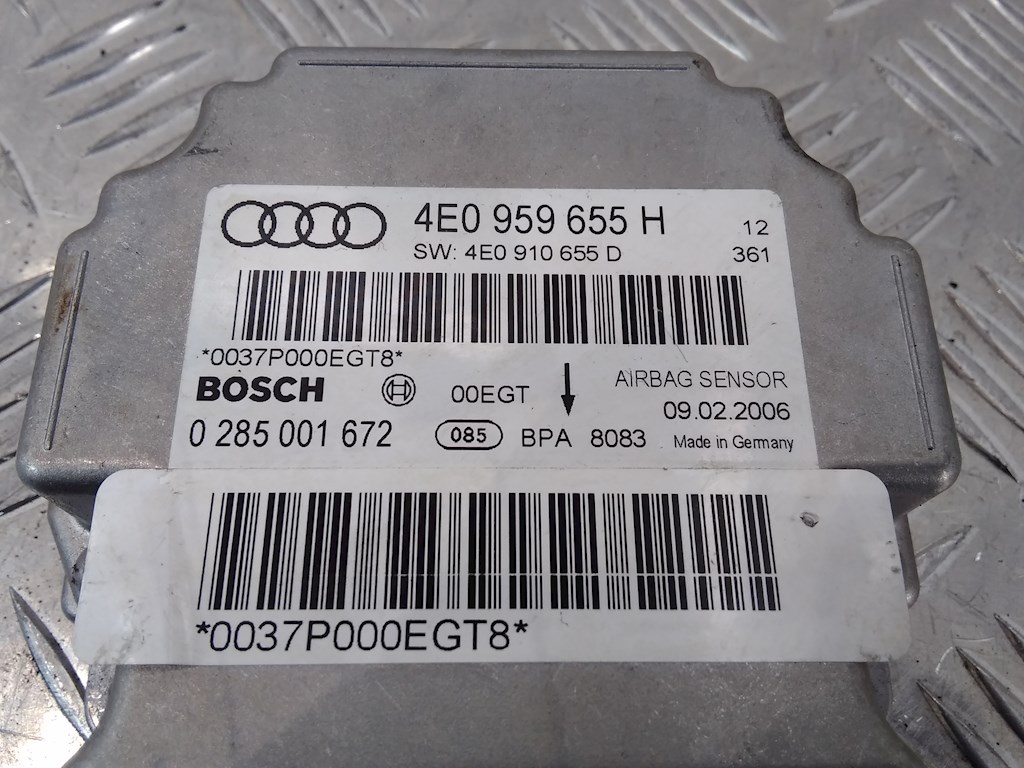 4E0 959 655 H 12
SW: 4E0 910 655 D 361
*0037P000EGT8*
BOSCH 00EGT AIRBAG SENSOR
09.02.2006
0 285 001 672 085 BPA 8083 Made in Germany
*0037P000EGT8*